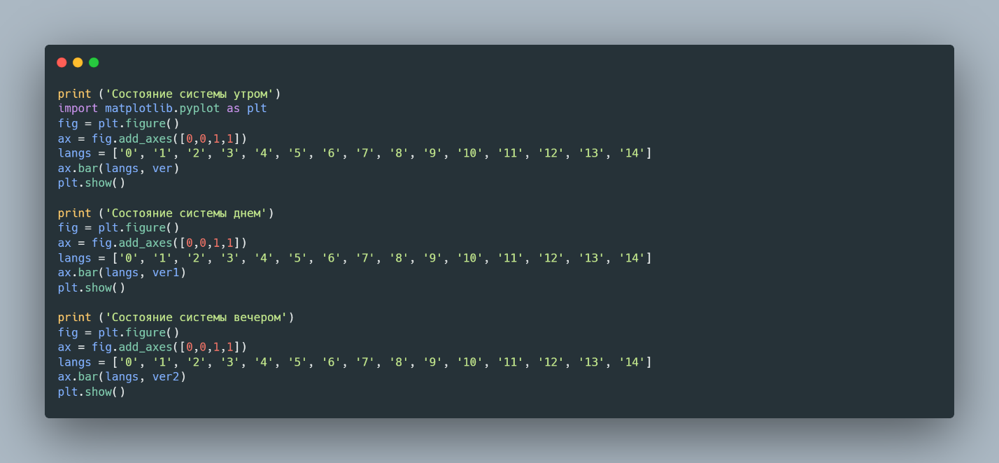 print ('Состояние системы утром')
import matplotlib.pyplot as plt
fig = plt.figure()
ax = fig.add_axes([0,0,1,1])
langs = ['0', '1', '2', '3', '4', '5', '6', '7', '8', '9', '10', '11', '12', '13', '14']
ax.bar(langs, ver)
plt.show()
print ('Состояние системы днем')
fig = plt.figure()
ax = fig.add_axes([0,0,1,1])
langs = ['0', '1', '2', '3', '4', '5', '6', '7', '8', '9', '10', '11', '12', '13', '14']
ax.bar(langs, ver1)
plt.show()
print ('Состояние системы вечером')
fig = plt.figure()
ax = fig.add_axes([0,0,1,1])
langs = ['0', '1', '2', '3', '4', '5', '6', '7', '8', '9', '10', '11', '12', '13', '14']
ax.bar(langs, ver2)
plt.show()